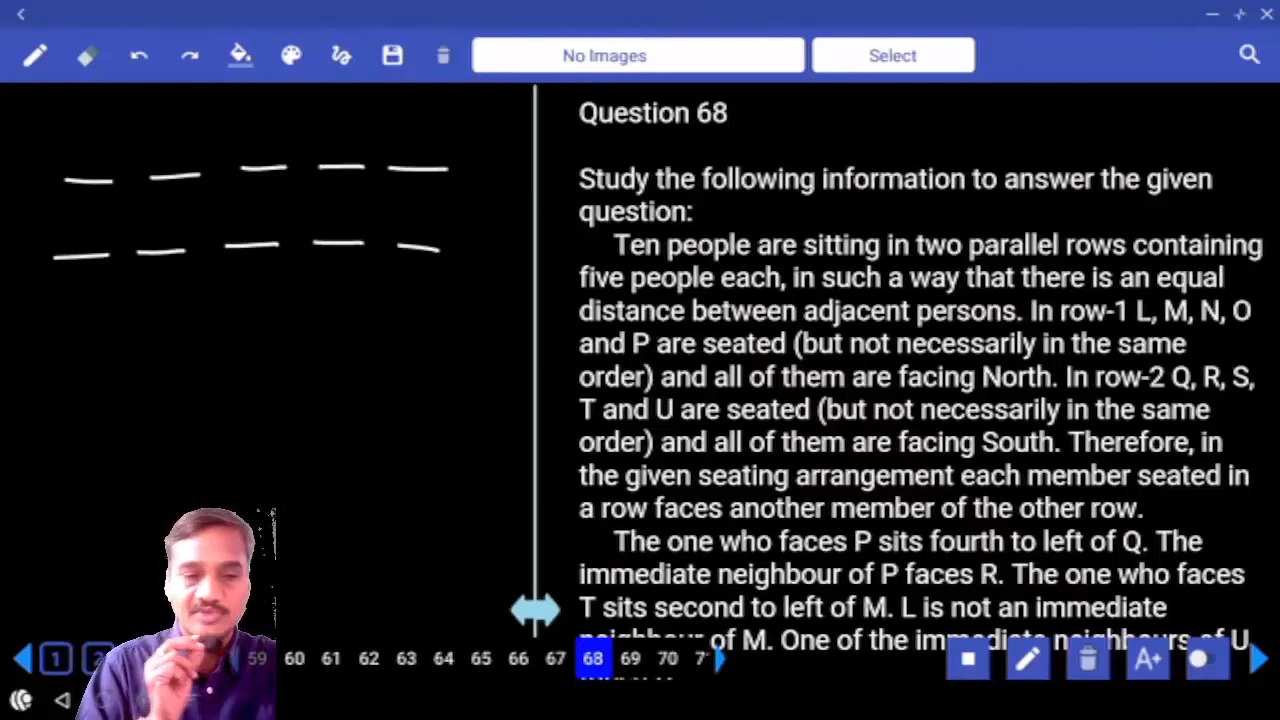 No Images
Select
Question 68
Study the following information to answer the given
question:
Ten people are sitting in two parallel rows containing
five people each, in such a way that there is an equal
distance between adjacent persons. In row-1 L, M, N, O
and P are seated (but not necessarily in the same
order) and all of them are facing North. In row-2 Q, R, S,
T and U are seated (but not necessarily in the same
order) and all of them are facing South. Therefore, in
the given seating arrangement each member seated in
a row faces another member of the other row.
The one who faces P sits fourth to left of Q. The
immediate neighbour of P faces R. The one who faces
T sits second to left of M. L is not an immediate
neighbour of M. One of the immediate neighbours of U
1 2 59 60 61 62 63 64 65 66 67 68 69 70
A+